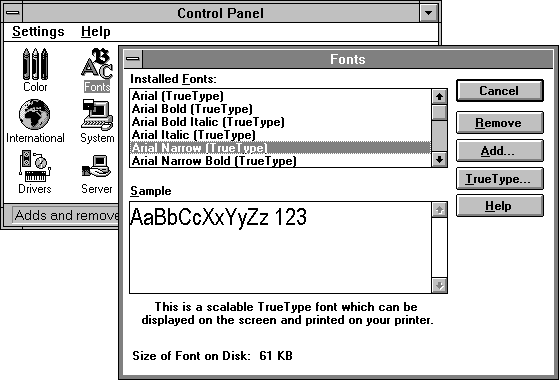 Control Panel
Settings Help
Color
Fonts
International
System
Drivers
Server
Adds and remove
Fonts
Installed Fonts:
Arial (TrueType)
Arial Bold (TrueType)
Arial Bold Italic (TrueType)
Arial Italic (TrueType)
Arial Narrow (TrueType)
Arial Narrow Bold (TrueType)
Cancel
Remove
Add...
TrueType...
Help
Sample
AaBbCcXxYyZz 123
This is a scalable TrueType font which can be
displayed on the screen and printed on your printer.
Size of Font on Disk: 61 KB